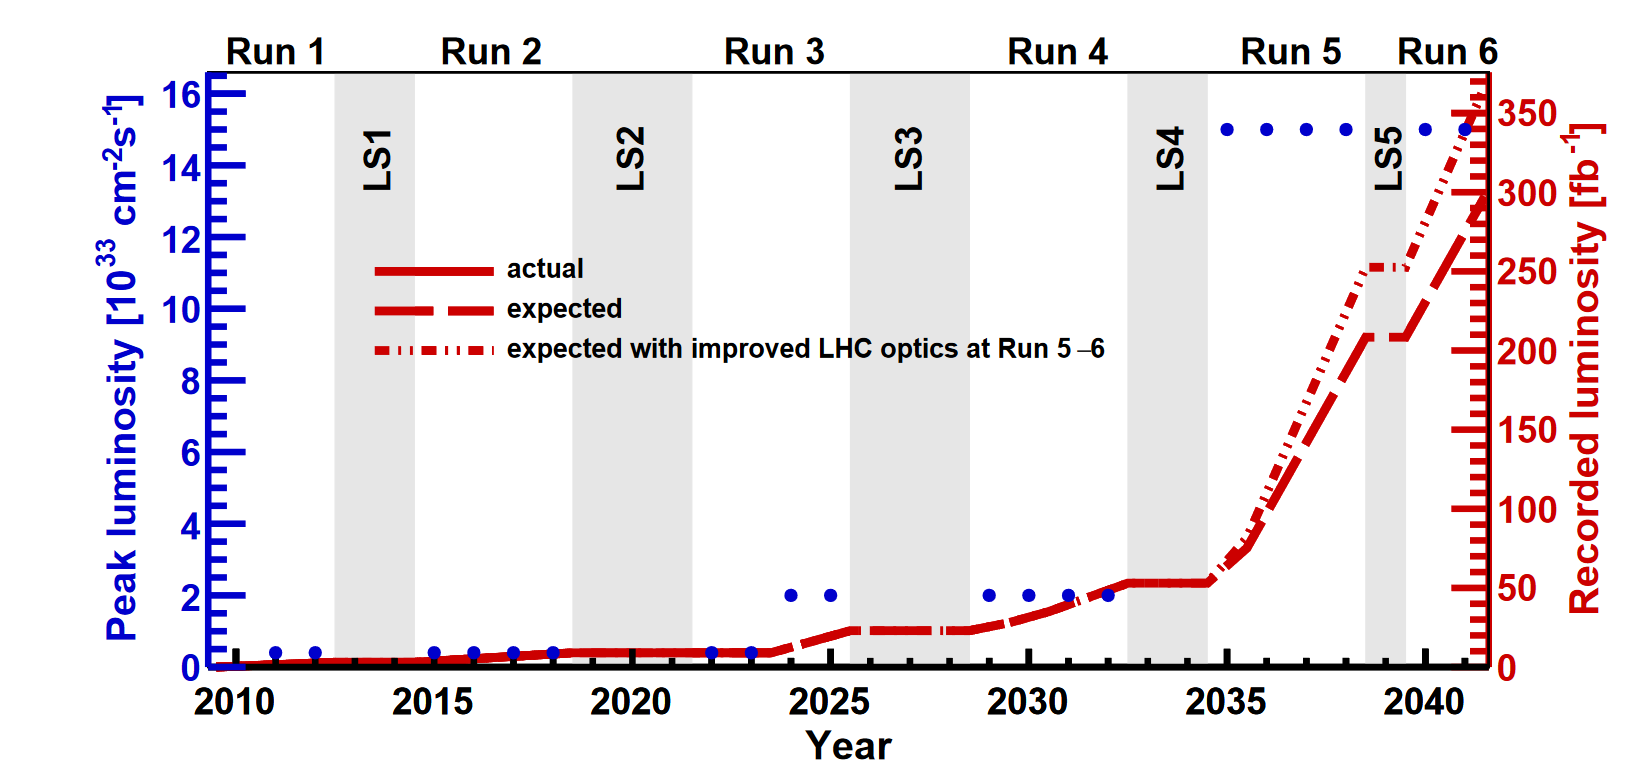 Run 1 Run 2 Run 3 Run 4 Run 5 Run 6
LS1 LS2 LS3 LS4 LS5
Peak luminosity [10³³ cm⁻²s⁻¹]
16
14
12
10
8
6
4
2
0
actual
expected
expected with improved LHC optics at Run 5 –6
350
300
250
200
150
100
50
0
Recorded luminosity [fb⁻¹]
2010 2015 2020 2025 2030 2035 2040
Year